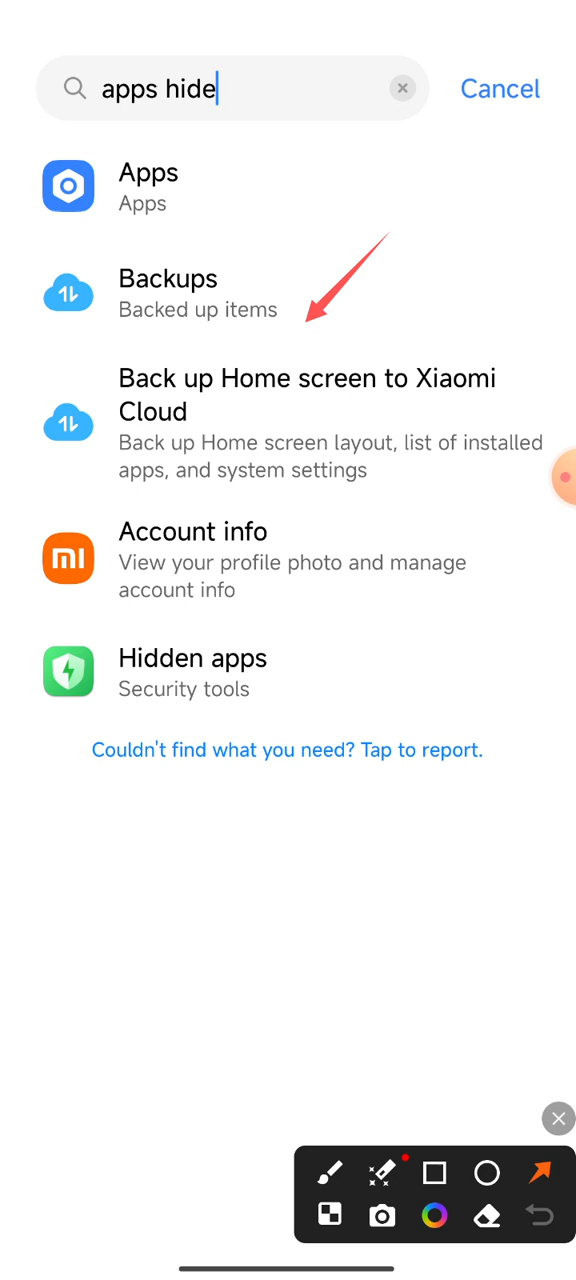 apps hide
Cancel
Apps
Apps
Backups
Backed up items
Back up Home screen to Xiaomi
Cloud
Back up Home screen layout, list of installed
apps, and system settings
Account info
View your profile photo and manage
account info
Hidden apps
Security tools
Couldn't find what you need? Tap to report.